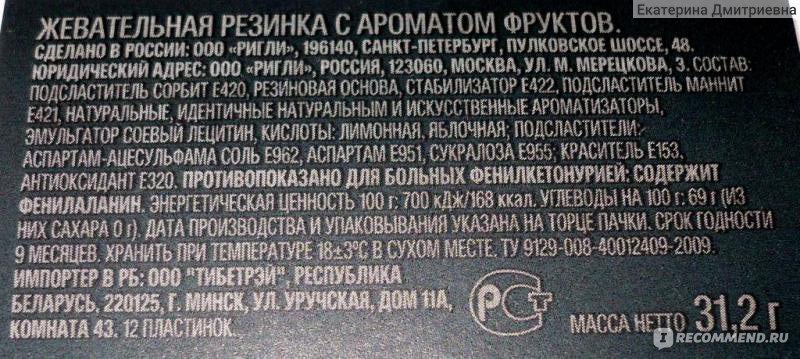 Екатерина Дмитриевна
ЖЕВАТЕЛЬНАЯ РЕЗИНКА С АРОМАТОМ ФРУКТОВ.
СДЕЛАНО В РОССИИ: ООО «РИГЛИ», 196140, САНКТ-ПЕТЕРБУРГ, ПУЛКОВСКОЕ ШОССЕ, 48.
ЮРИДИЧЕСКИЙ АДРЕС: ООО «РИГЛИ», РОССИЯ, 123060, МОСКВА, УЛ. М. МЕРЕЦКОВА, 3. СОСТАВ:
ПОДСЛАСТИТЕЛЬ СОРБИТ Е420, РЕЗИНОВАЯ ОСНОВА, СТАБИЛИЗАТОР Е422, ПОДСЛАСТИТЕЛЬ МАННИТ
Е421, НАТУРАЛЬНЫЕ, ИДЕНТИЧНЫЕ НАТУРАЛЬНЫМ И ИСКУССТВЕННЫЕ АРОМАТИЗАТОРЫ,
ЭМУЛЬГАТОР СОЕВЫЙ ЛЕЦИТИН, КИСЛОТЫ: ЛИМОННАЯ, ЯБЛОЧНАЯ; ПОДСЛАСТИТЕЛИ:
АСПАРТАМ-АЦЕСУЛЬФАМА СОЛЬ Е962, АСПАРТАМ Е951, СУКРАЛОЗА Е955; КРАСИТЕЛЬ Е153,
АНТИОКСИДАНТ Е320. ПРОТИВОПОКАЗАНО ДЛЯ БОЛЬНЫХ ФЕНИЛКЕТОНУРИЕЙ: СОДЕРЖИТ
ФЕНИЛАЛАНИН. ЭНЕРГЕТИЧЕСКАЯ ЦЕННОСТЬ 100 г: 700 кДж/168 ккал. УГЛЕВОДЫ НА 100 г: 69 г (ИЗ
НИХ САХАРА 0 г). ДАТА ПРОИЗВОДСТВА И УПАКОВЫВАНИЯ УКАЗАНА НА ТОРЦЕ ПАЧКИ. СРОК ГОДНОСТИ
9 МЕСЯЦЕВ. ХРАНИТЬ ПРИ ТЕМПЕРАТУРЕ 18±3°С В СУХОМ МЕСТЕ. ТУ 9129-008-40012409-2009.
ИМПОРТЕР В РБ: ООО "ТИБЕТРЭЙ", РЕСПУБЛИКА
БЕЛАРУСЬ, 220125, Г. МИНСК, УЛ. УРУЧСКАЯ, ДОМ 11А,
КОМНАТА 43. 12 ПЛАСТИНОК.
РСТ
МАССА НЕТТО 31,2 г
IRECOMMEND.RU